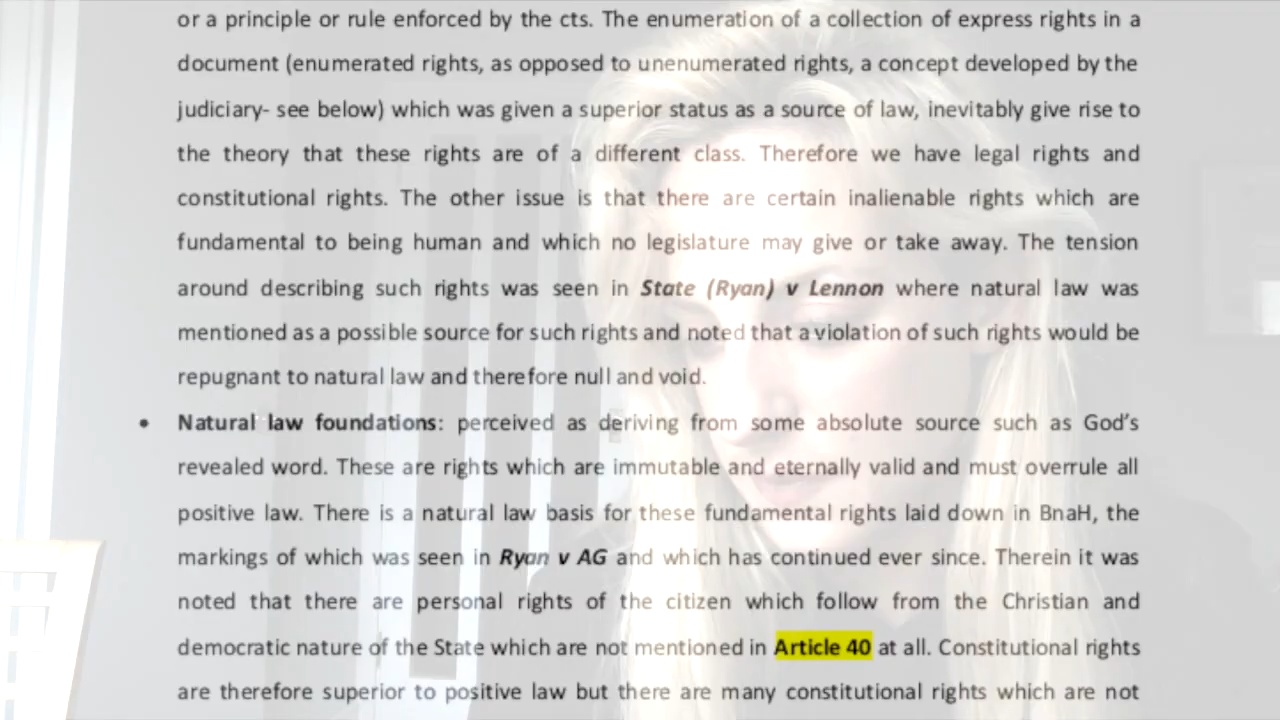 or a principle or rule enforced by the cts. The enumeration of a collection of express rights in a
document (enumerated rights, as opposed to unenumerated rights, a concept developed by the
judiciary- see below) which was given a superior status as a source of law, inevitably give rise to
the theory that these rights are of a different class. Therefore we have legal rights and
constitutional rights. The other issue is that there are certain inalienable rights which are
fundamental to being human and which no legislature may give or take away. The tension
around describing such rights was seen in State (Ryan) v Lennon where natural law was
mentioned as a possible source for such rights and noted that a violation of such rights would be
repugnant to natural law and therefore null and void.
• Natural law foundations: perceived as deriving from some absolute source such as God's
revealed word. These are rights which are immutable and eternally valid and must overrule all
positive law. There is a natural law basis for these fundamental rights laid down in BnaH, the
markings of which was seen in Ryan v AG and which has continued ever since. Therein it was
noted that there are personal rights of the citizen which follow from the Christian and
democratic nature of the State which are not mentioned in Article 40 at all. Constitutional rights
are therefore superior to positive law but there are many constitutional rights which are not